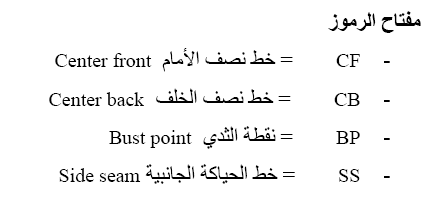 مفتاح الرموز
- CF = خط نصف الأمام Center front
- CB = خط نصف الخلف Center back
- BP = نقطة الثدي Bust point
- SS = خط الحياكة الجانبية Side seam